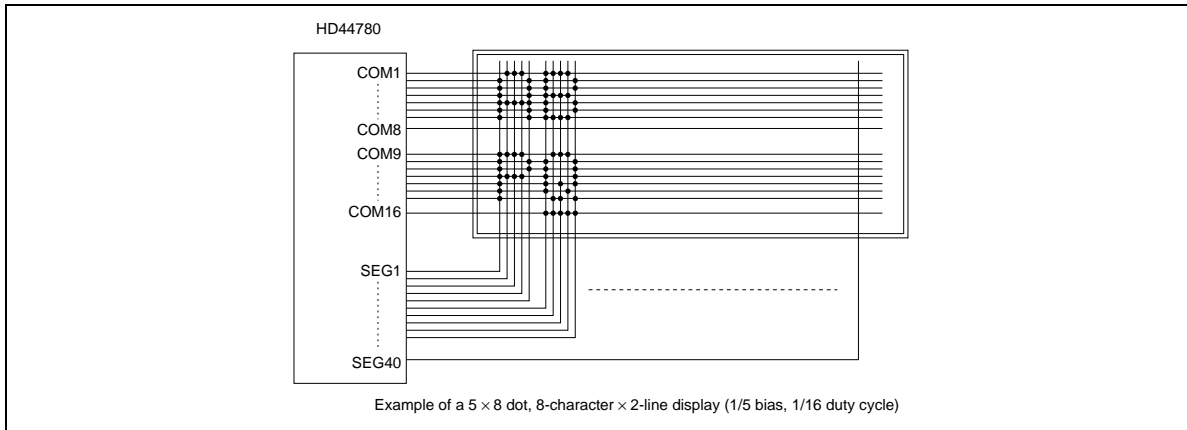 HD44780
COM1
COM8
COM9
COM16
SEG1
SEG40
Example of a 5 × 8 dot, 8-character × 2-line display (1/5 bias, 1/16 duty cycle)